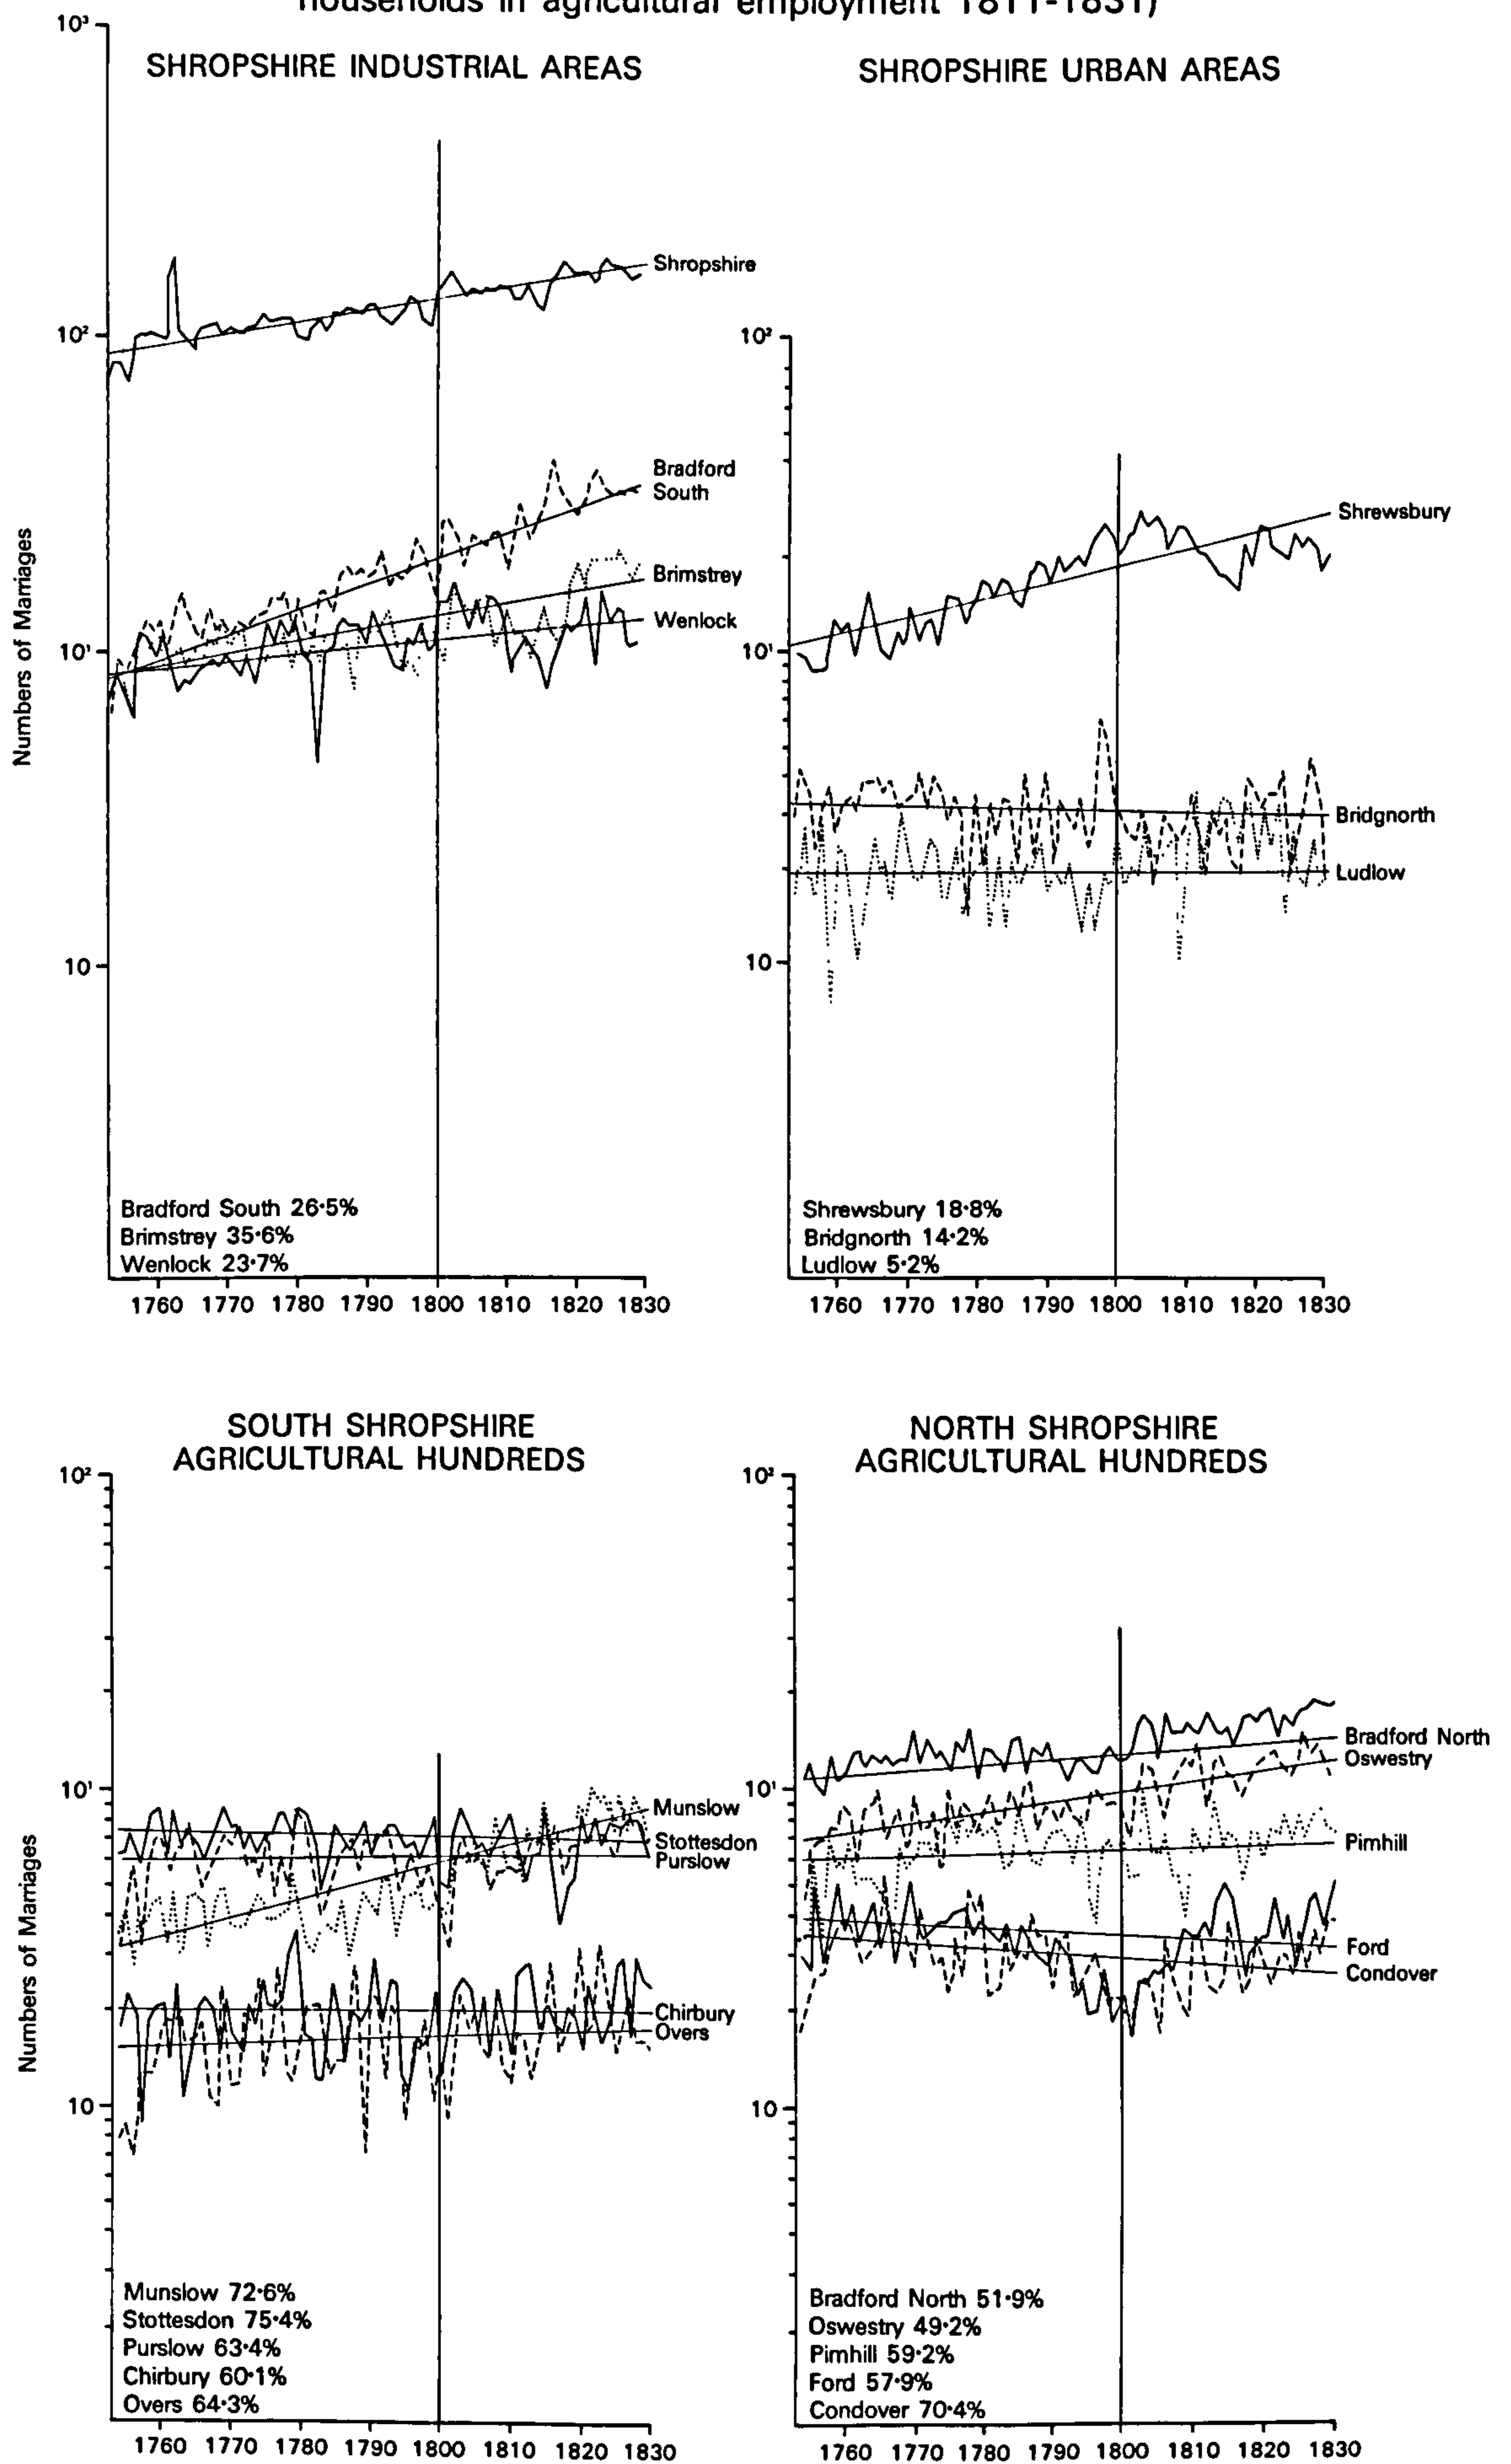 households in agricultural employment 1811-1831)
SHROPSHIRE INDUSTRIAL AREAS
10³
10²
10¹
10
Numbers of Marriages
Shropshire
Bradford
South
Brimstrey
Wenlock
Bradford South 26·5%
Brimstrey 35·6%
Wenlock 23·7%
1760 1770 1780 1790 1800 1810 1820 1830
SHROPSHIRE URBAN AREAS
10²
10¹
10
Shrewsbury
Bridgnorth
Ludlow
Shrewsbury 18·8%
Bridgnorth 14·2%
Ludlow 5·2%
1760 1770 1780 1790 1800 1810 1820 1830
SOUTH SHROPSHIRE
AGRICULTURAL HUNDREDS
10²
10¹
10
Numbers of Marriages
Munslow
Stottesdon
Purslow
Chirbury
Overs
Munslow 72·6%
Stottesdon 75·4%
Purslow 63·4%
Chirbury 60·1%
Overs 64·3%
1760 1770 1780 1790 1800 1810 1820 1830
NORTH SHROPSHIRE
AGRICULTURAL HUNDREDS
10²
10¹
10
Bradford North
Oswestry
Pimhill
Ford
Condover
Bradford North 51·9%
Oswestry 49·2%
Pimhill 59·2%
Ford 57·9%
Condover 70·4%
1760 1770 1780 1790 1800 1810 1820 1830